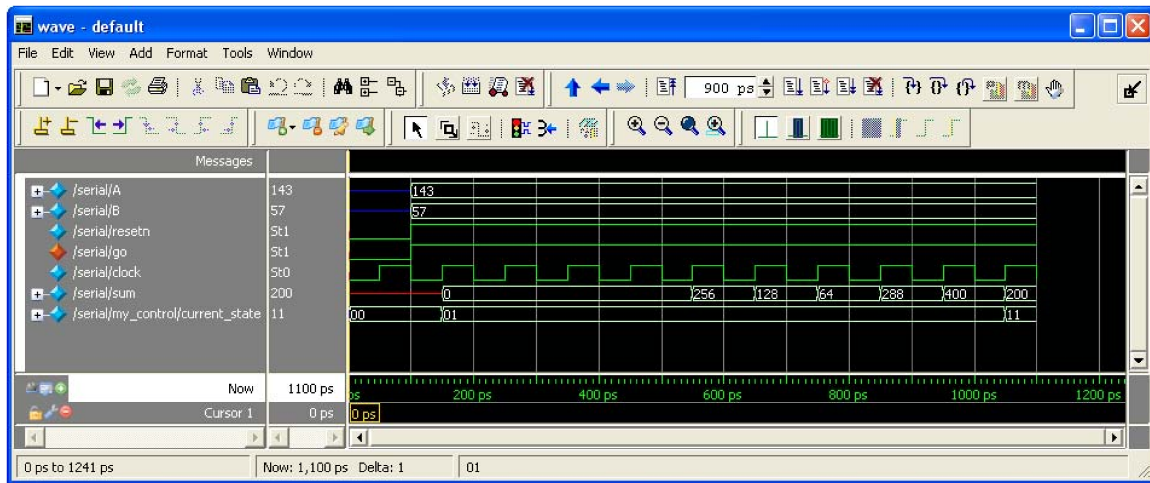 wave - default
File Edit View Add Format Tools Window
900 ps
Messages
/serial/A 143 143
/serial/B 57 57
/serial/resetn St1
/serial/go St1
/serial/clock St0
/serial/sum 200 0 256 128 64 288 400 200
/serial/my_control/current_state 11 00 01 11
Now 1100 ps ps 200 ps 400 ps 600 ps 800 ps 1000 ps 1200 ps
Cursor 1 0 ps 0 ps
0 ps to 1241 ps Now: 1,100 ps Delta: 1 01